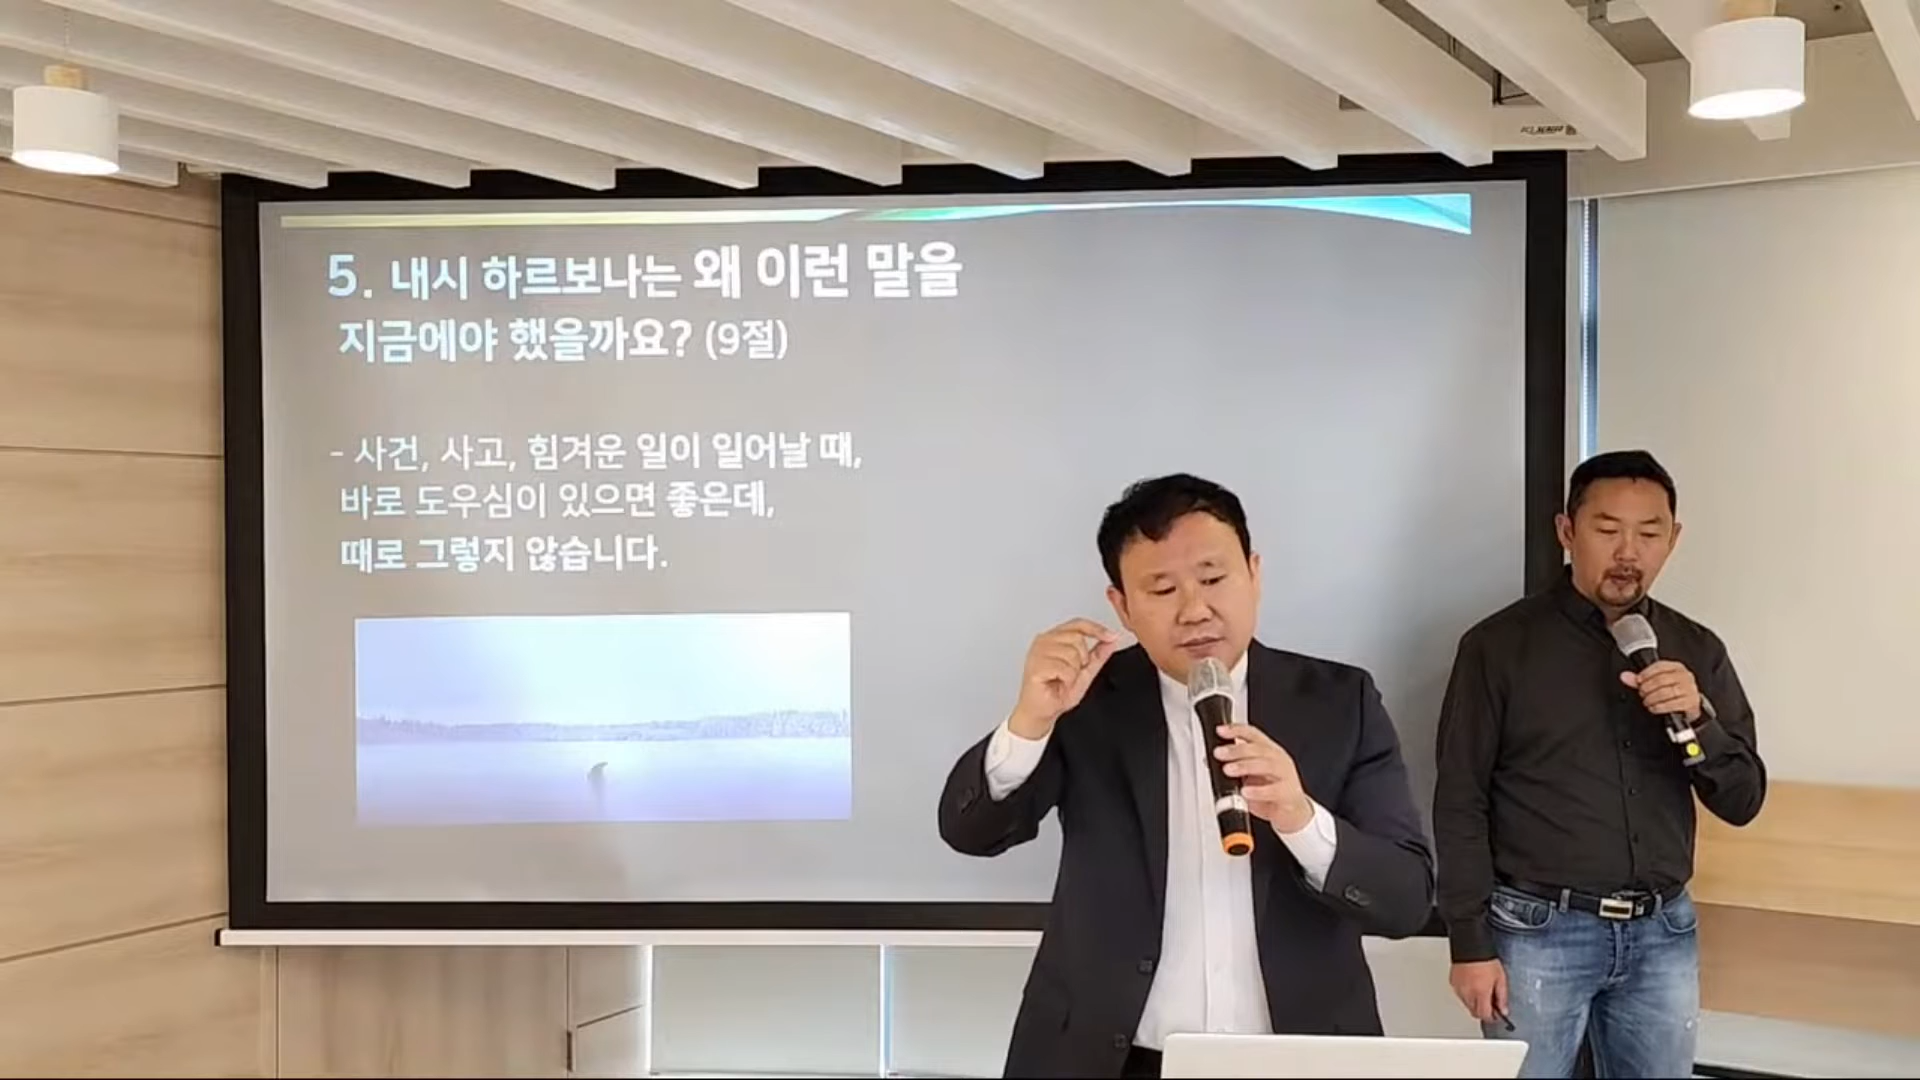 5. 내시 하르보나는 왜 이런 말을
지금에야 했을까요? (9절)
- 사건, 사고, 힘겨운 일이 일어날 때,
바로 도우심이 있으면 좋은데,
때로 그렇지 않습니다.